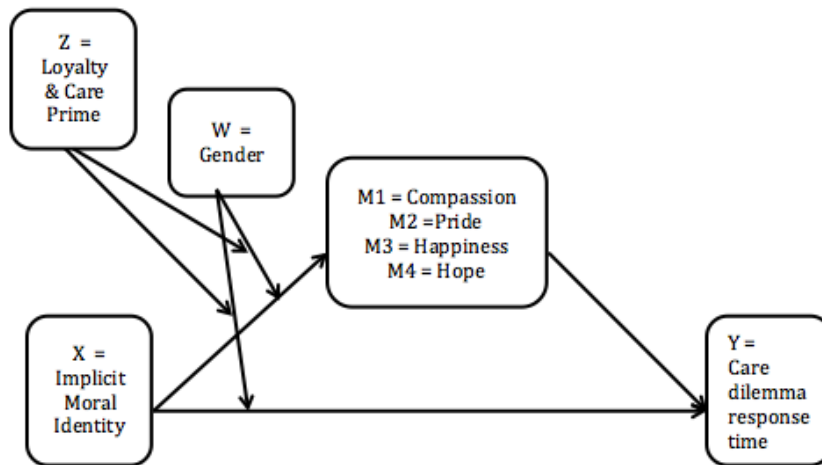 Z =
Loyalty
& Care
Prime
W =
Gender
M1 = Compassion
M2 =Pride
M3 = Happiness
M4 = Hope
X =
Implicit
Moral
Identity
Y =
Care
dilemma
response
time